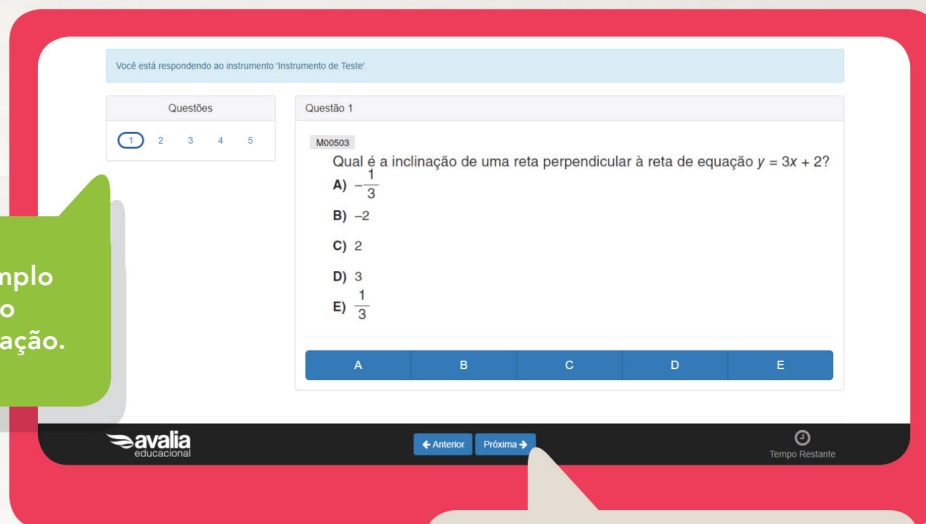 Você está respondendo ao instrumento 'Instrumento de Teste'.
Questões
1 2 3 4 5
Questão 1
M00503
Qual é a inclinação de uma reta perpendicular à reta de equação y = 3x + 2?
A) –1/3
B) –2
C) 2
D) 3
E) 1/3
A B C D E
o
ação.
avalia
educacional
← Anterior Próxima →
Tempo Restante